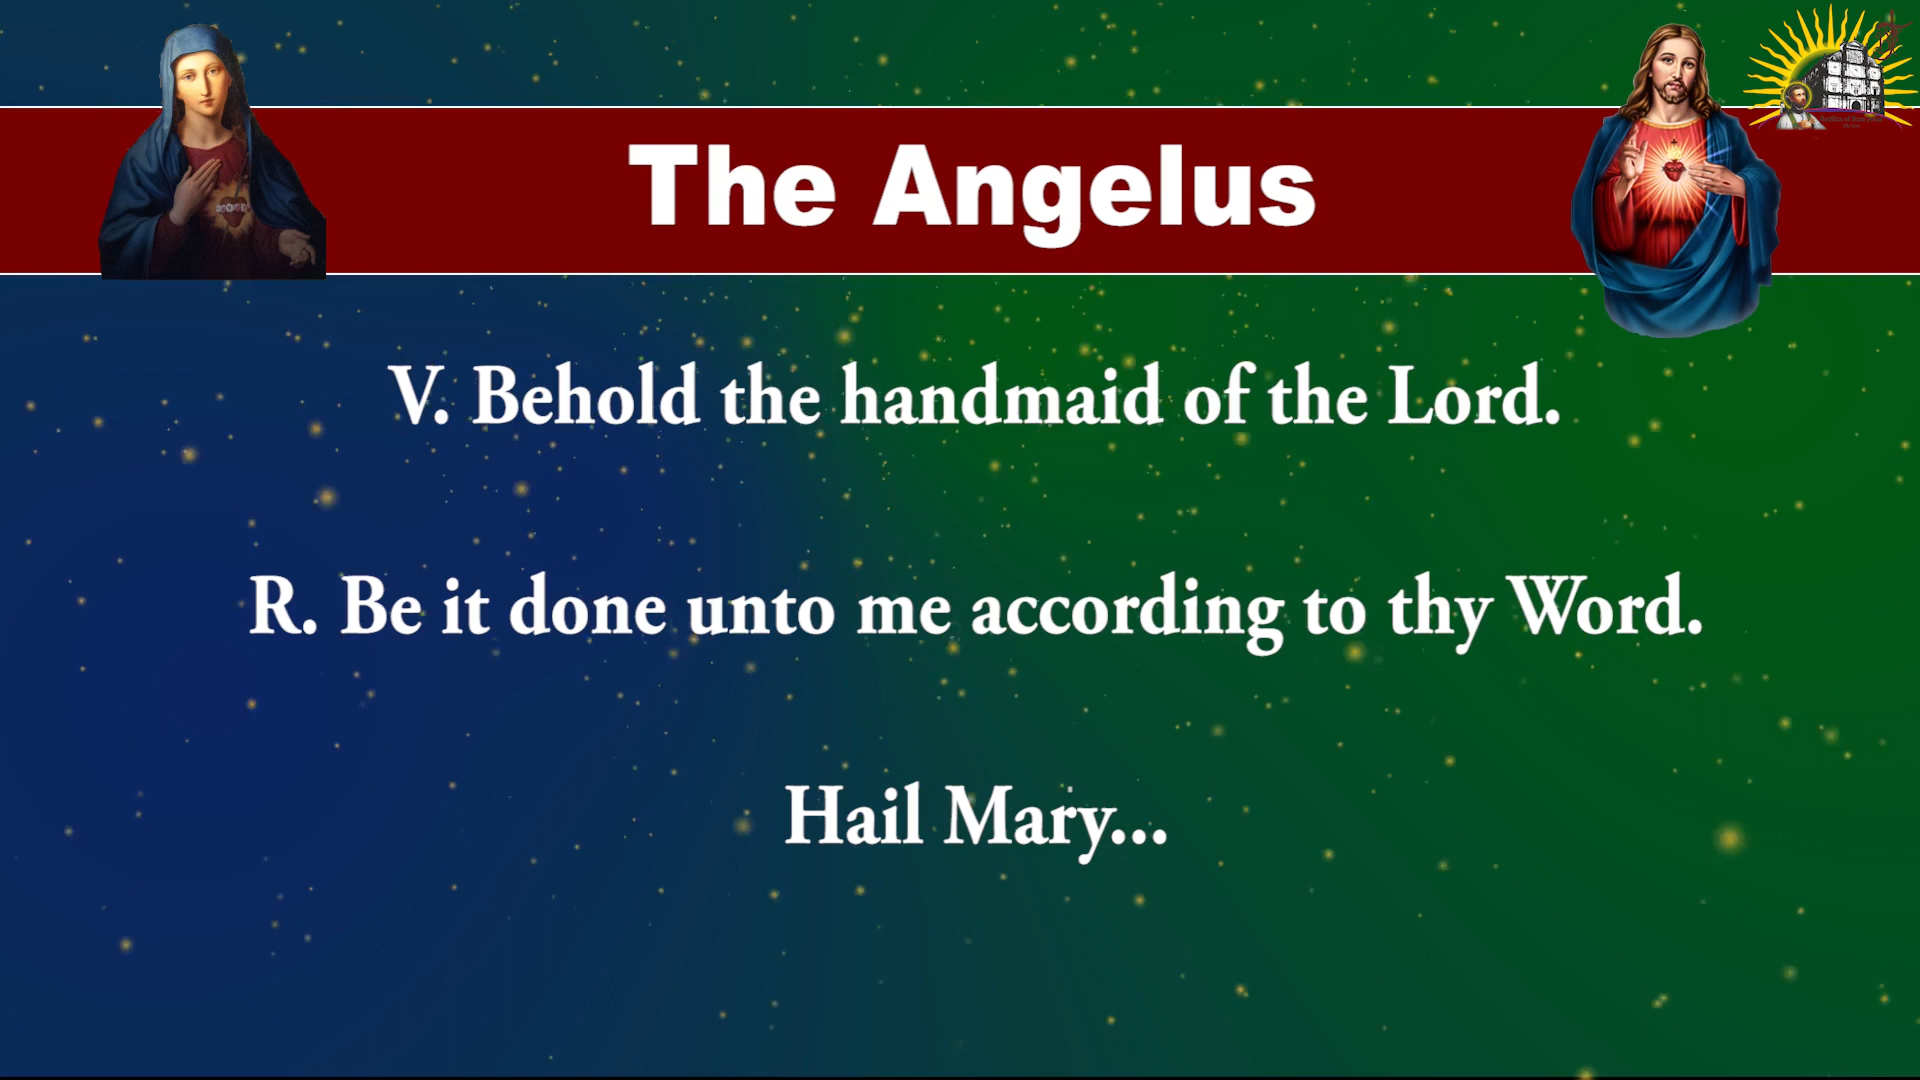 The Angelus
V. Behold the handmaid of the Lord.
R. Be it done unto me according to thy Word.
Hail Mary...